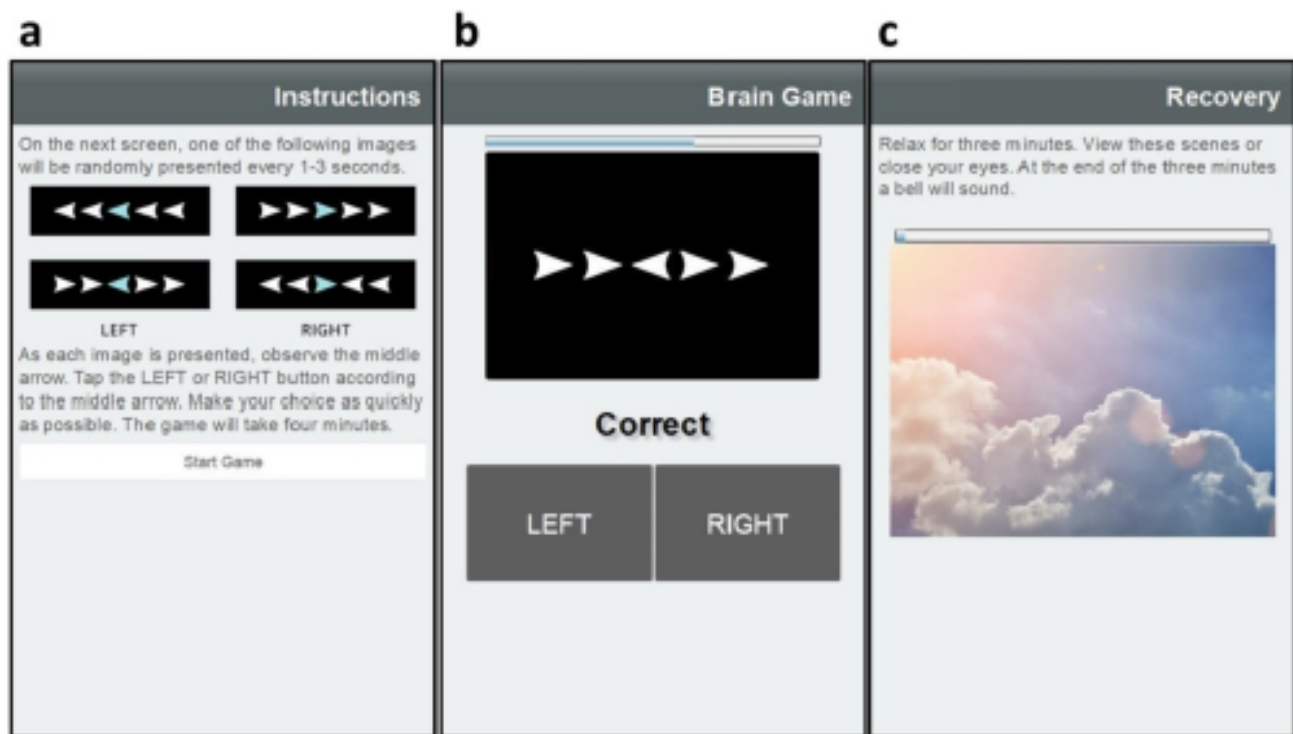 a
Instructions
On the next screen, one of the following images
will be randomly presented every 1-3 seconds.
LEFT
RIGHT
As each image is presented, observe the middle
arrow. Tap the LEFT or RIGHT button according
to the middle arrow. Make your choice as quickly
as possible. The game will take four minutes.
Start Game
b
Brain Game
Correct
LEFT
RIGHT
c
Recovery
Relax for three minutes. View these scenes or
close your eyes. At the end of the three minutes
a bell will sound.